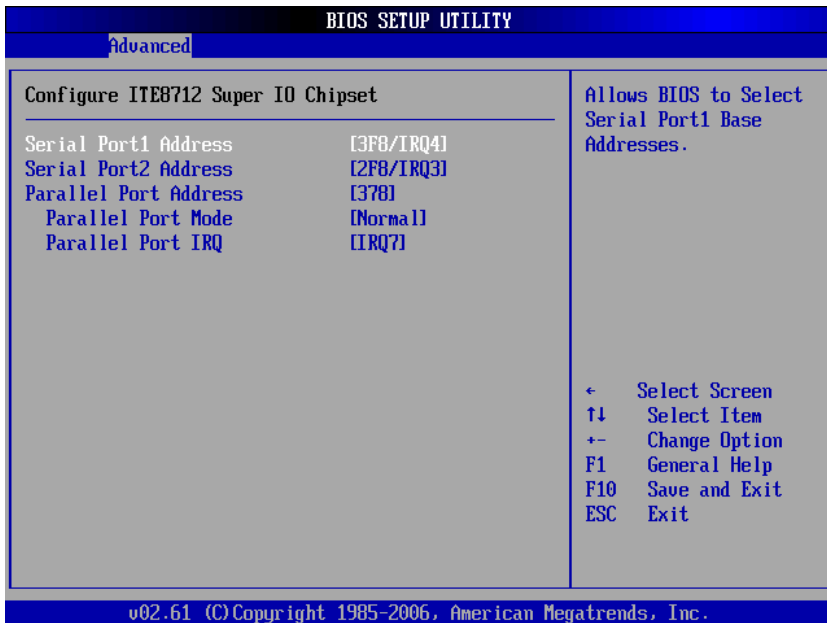 BIOS SETUP UTILITY
Advanced
Configure ITE8712 Super IO Chipset
Serial Port1 Address [3F8/IRQ4]
Serial Port2 Address [2F8/IRQ3]
Parallel Port Address [378]
Parallel Port Mode [Normal]
Parallel Port IRQ [IRQ7]
Allows BIOS to Select
Serial Port1 Base
Addresses.
← Select Screen
↑↓ Select Item
+- Change Option
F1 General Help
F10 Save and Exit
ESC Exit
v02.61 (C)Copyright 1985-2006, American Megatrends, Inc.